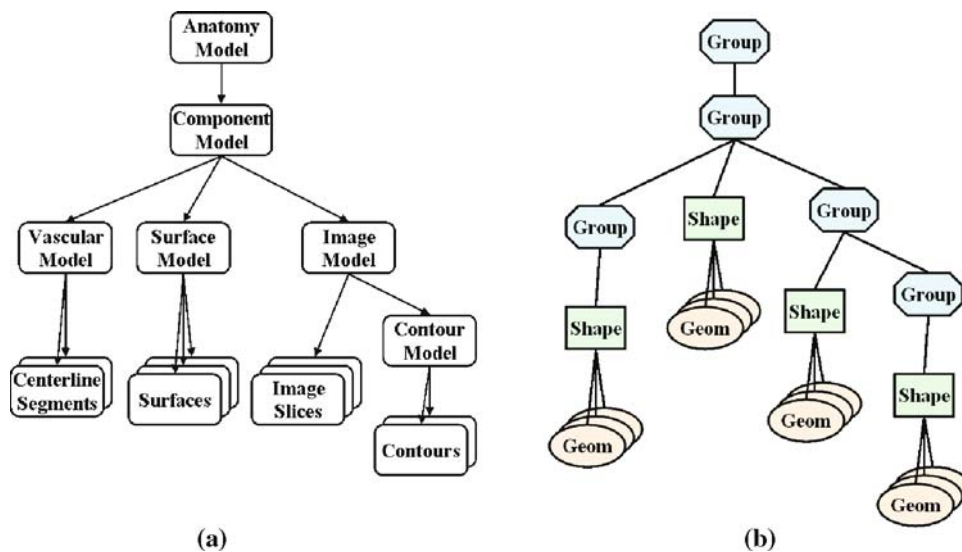 Anatomy
Model
Component
Model
Vascular
Model
Surface
Model
Image
Model
Contour
Model
Centerline
Segments
Surfaces
Image
Slices
Contours
(a)
Group
Group
Group
Shape
Group
Shape
Geom
Shape
Group
Geom
Geom
Shape
Geom
(b)